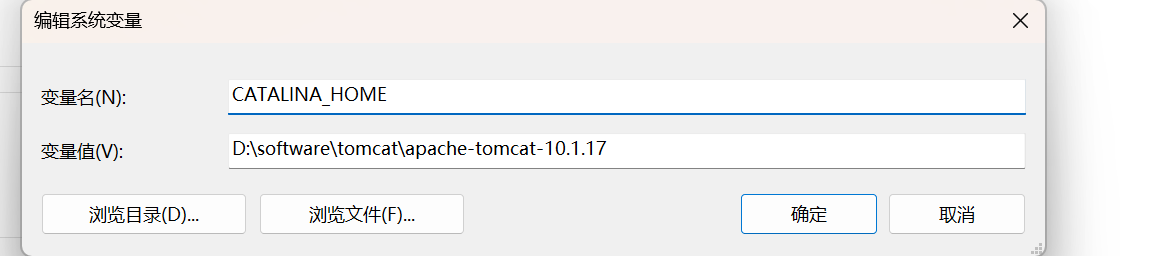 编辑系统变量
变量名(N):
CATALINA_HOME
变量值(V):
D:\software\tomcat\apache-tomcat-10.1.17
浏览目录(D)...
浏览文件(F)...
确定
取消